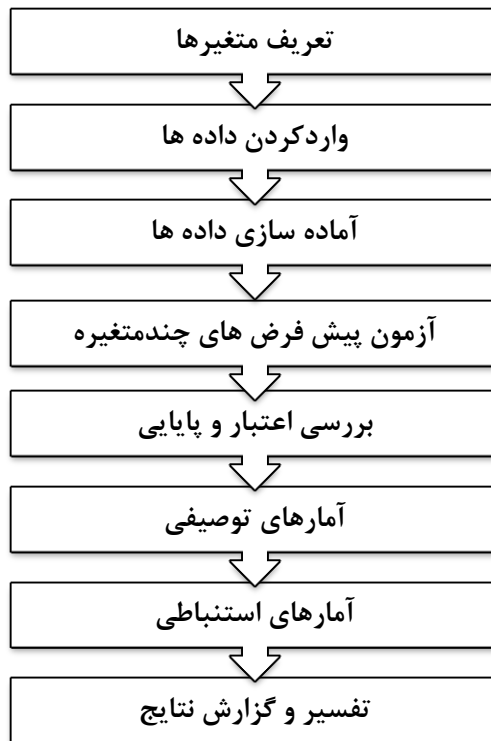 تعریف متغیرها
واردکردن داده ها
آماده سازی داده ها
آزمون پیش فرض های چندمتغیره
بررسی اعتبار و پایایی
آمارهای توصیفی
آمارهای استنباطی
تفسیر و گزارش نتایج